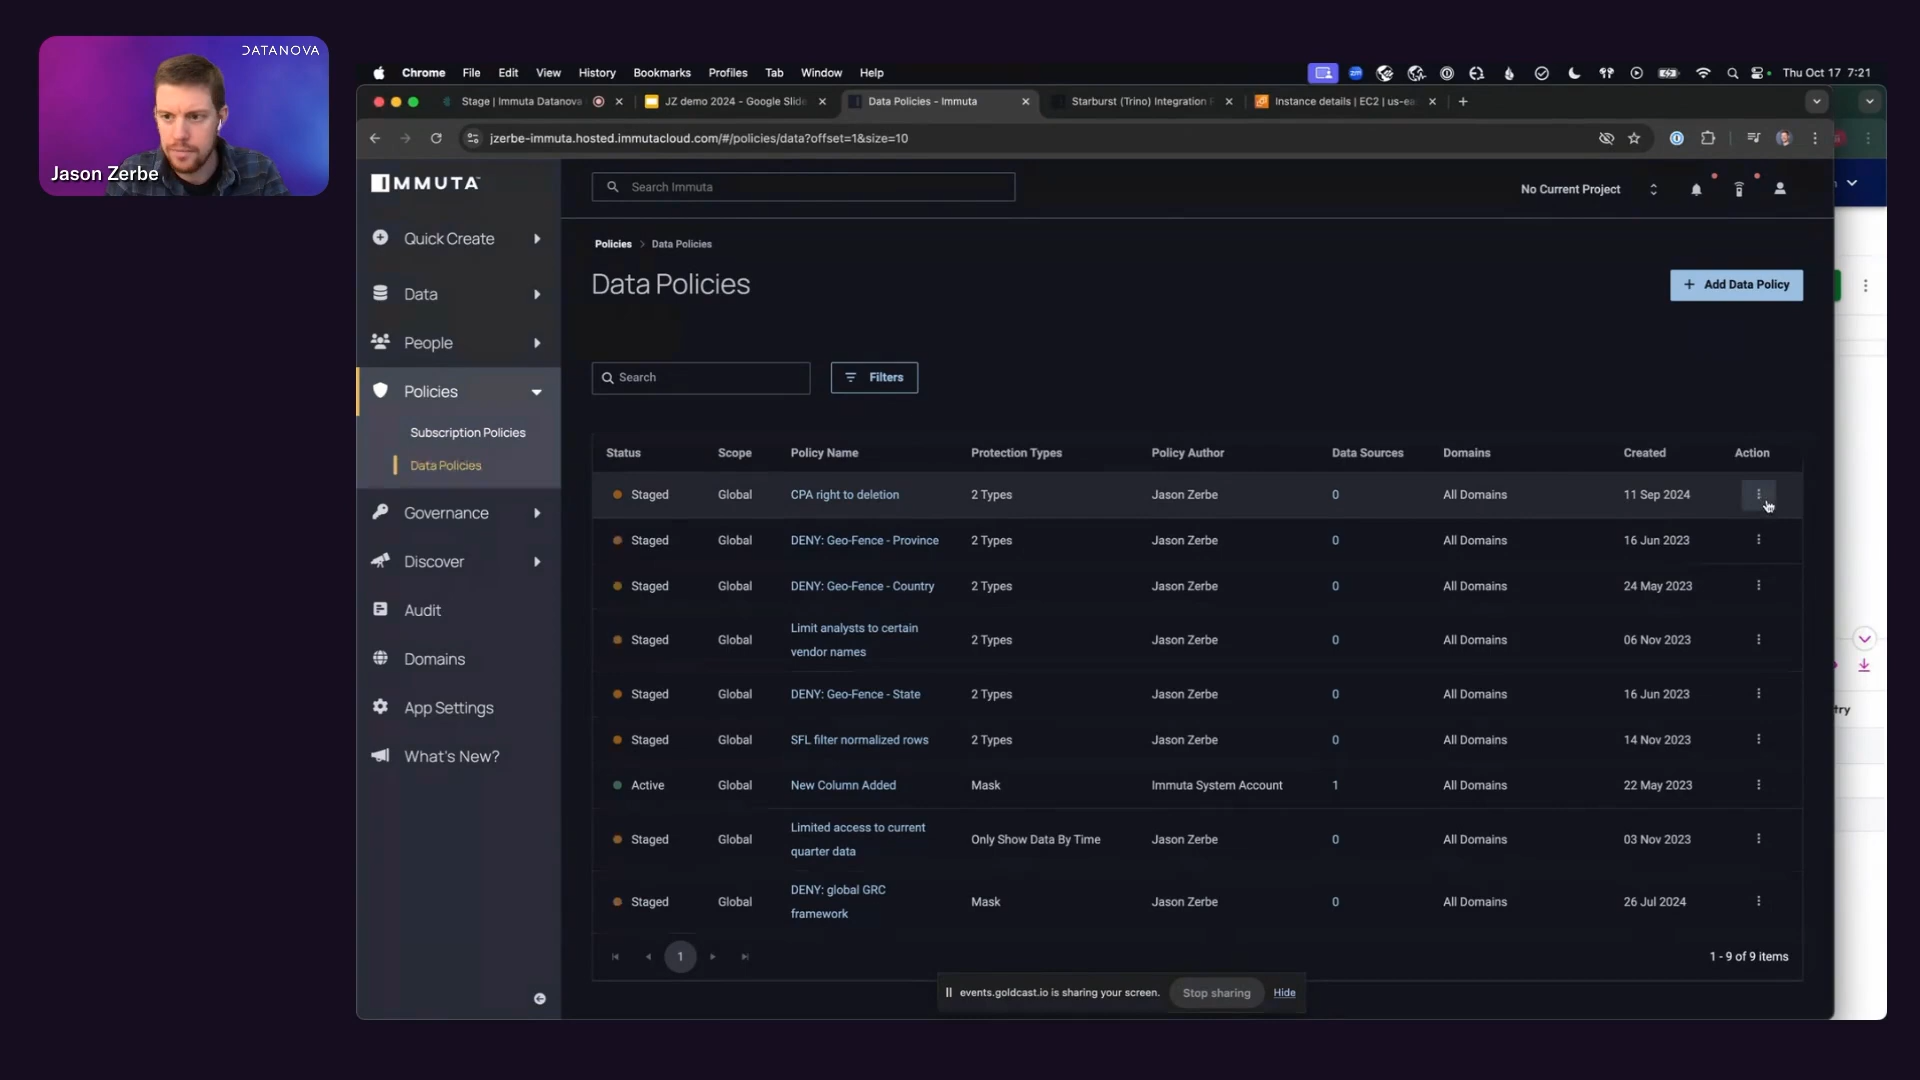 DATANOVA
Jason Zerbe
Chrome File Edit View History Bookmarks Profiles Tab Window Help
Thu Oct 17 7:21
Stage | Immuta Datanova
JZ demo 2024 - Google Slide
Data Policies - Immuta
Starburst (Trino) Integration
Instance details | EC2 | us-ea
jzerbe-immuta.hosted.immutacloud.com/#/policies/data?offset=1&size=10
IMMUTA
Search Immuta
No Current Project
Quick Create
Data
People
Policies
Subscription Policies
Data Policies
Governance
Discover
Audit
Domains
App Settings
What's New?
Policies > Data Policies
Data Policies
+ Add Data Policy
Search
Filters
Status Scope Policy Name Protection Types Policy Author Data Sources Domains Created Action
Staged Global CPA right to deletion 2 Types Jason Zerbe 0 All Domains 11 Sep 2024
Staged Global DENY: Geo-Fence - Province 2 Types Jason Zerbe 0 All Domains 16 Jun 2023
Staged Global DENY: Geo-Fence - Country 2 Types Jason Zerbe 0 All Domains 24 May 2023
Limit analysts to certain
Staged Global vendor names 2 Types Jason Zerbe 0 All Domains 06 Nov 2023
Staged Global DENY: Geo-Fence - State 2 Types Jason Zerbe 0 All Domains 16 Jun 2023
Staged Global SFL filter normalized rows 2 Types Jason Zerbe 0 All Domains 14 Nov 2023
Active Global New Column Added Mask Immuta System Account 1 All Domains 22 May 2023
Limited access to current
Staged Global quarter data Only Show Data By Time Jason Zerbe 0 All Domains 03 Nov 2023
DENY: global GRC
Staged Global framework Mask Jason Zerbe 0 All Domains 26 Jul 2024
1
1 - 9 of 9 items
events.goldcast.io is sharing your screen. Stop sharing Hide